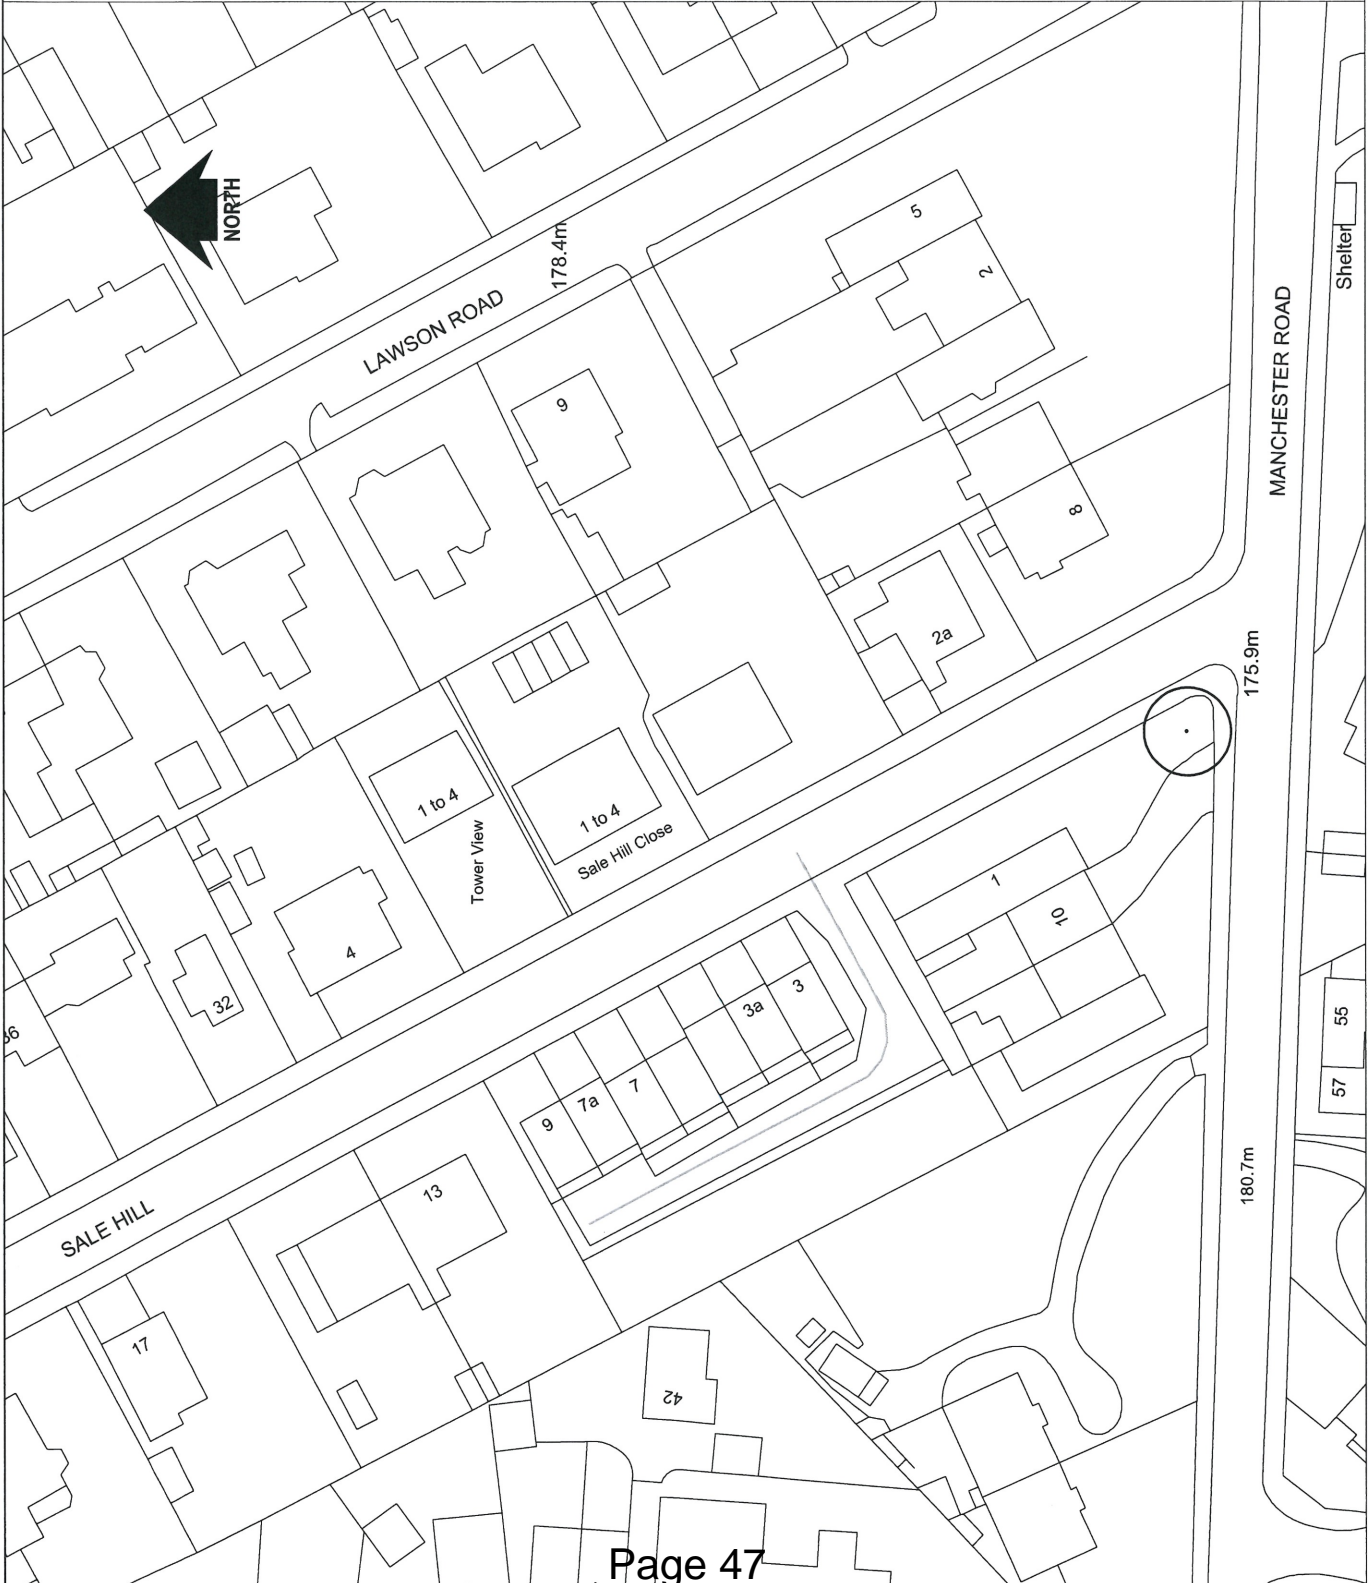 NORTH
178.4m
LAWSON ROAD
5
2
Shelter
MANCHESTER ROAD
9
8
2a
175.9m
1 to 4
Tower View
1 to 4
Sale Hill Close
4
32
36
1
10
3
3a
7
7a
9
55
57
180.7m
13
SALE HILL
17
42
Page 47